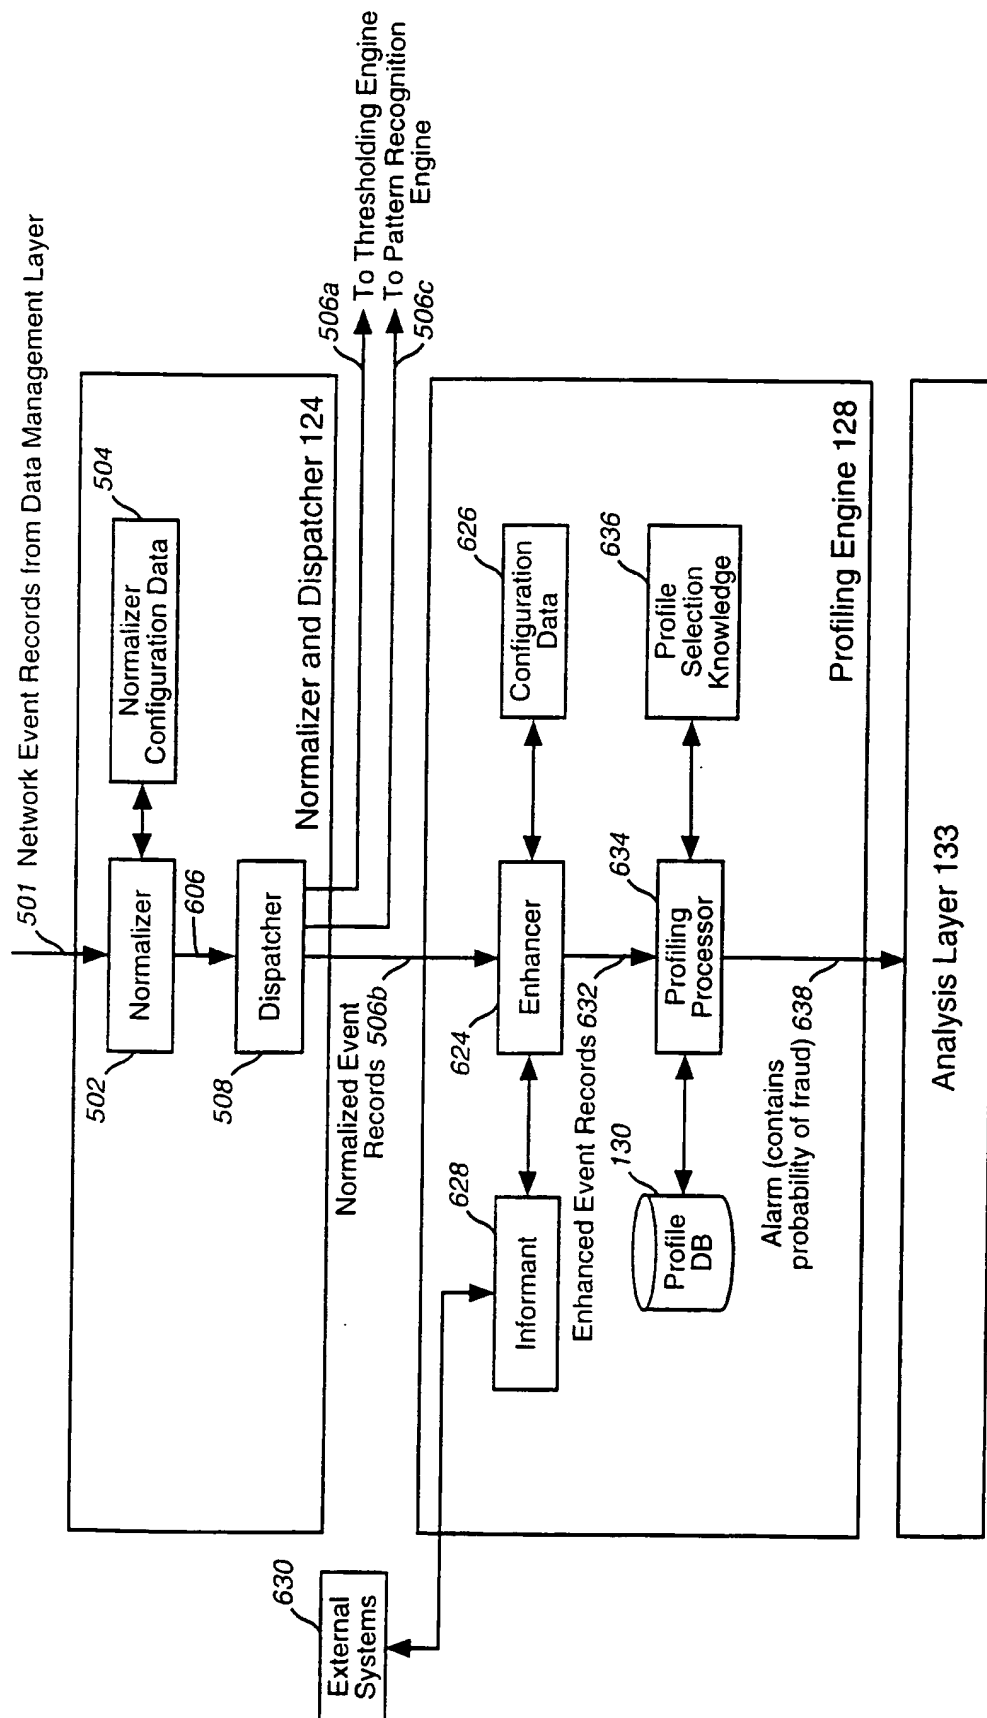 501 Network Event Records from Data Management Layer
504
Normalizer
Configuration Data
Normalizer
502
606
Dispatcher
508
Normalizer and Dispatcher 124
506a
To Thresholding Engine
To Pattern Recognition
Engine
506c
Normalized Event
Records 506b
630
External
Systems
628
Informant
624
Enhancer
626
Configuration
Data
Enhanced Event Records 632
130
Profile
DB
634
Profiling
Processor
636
Profile
Selection
Knowledge
Profiling Engine 128
Alarm (contains
probability of fraud) 638
Analysis Layer 133